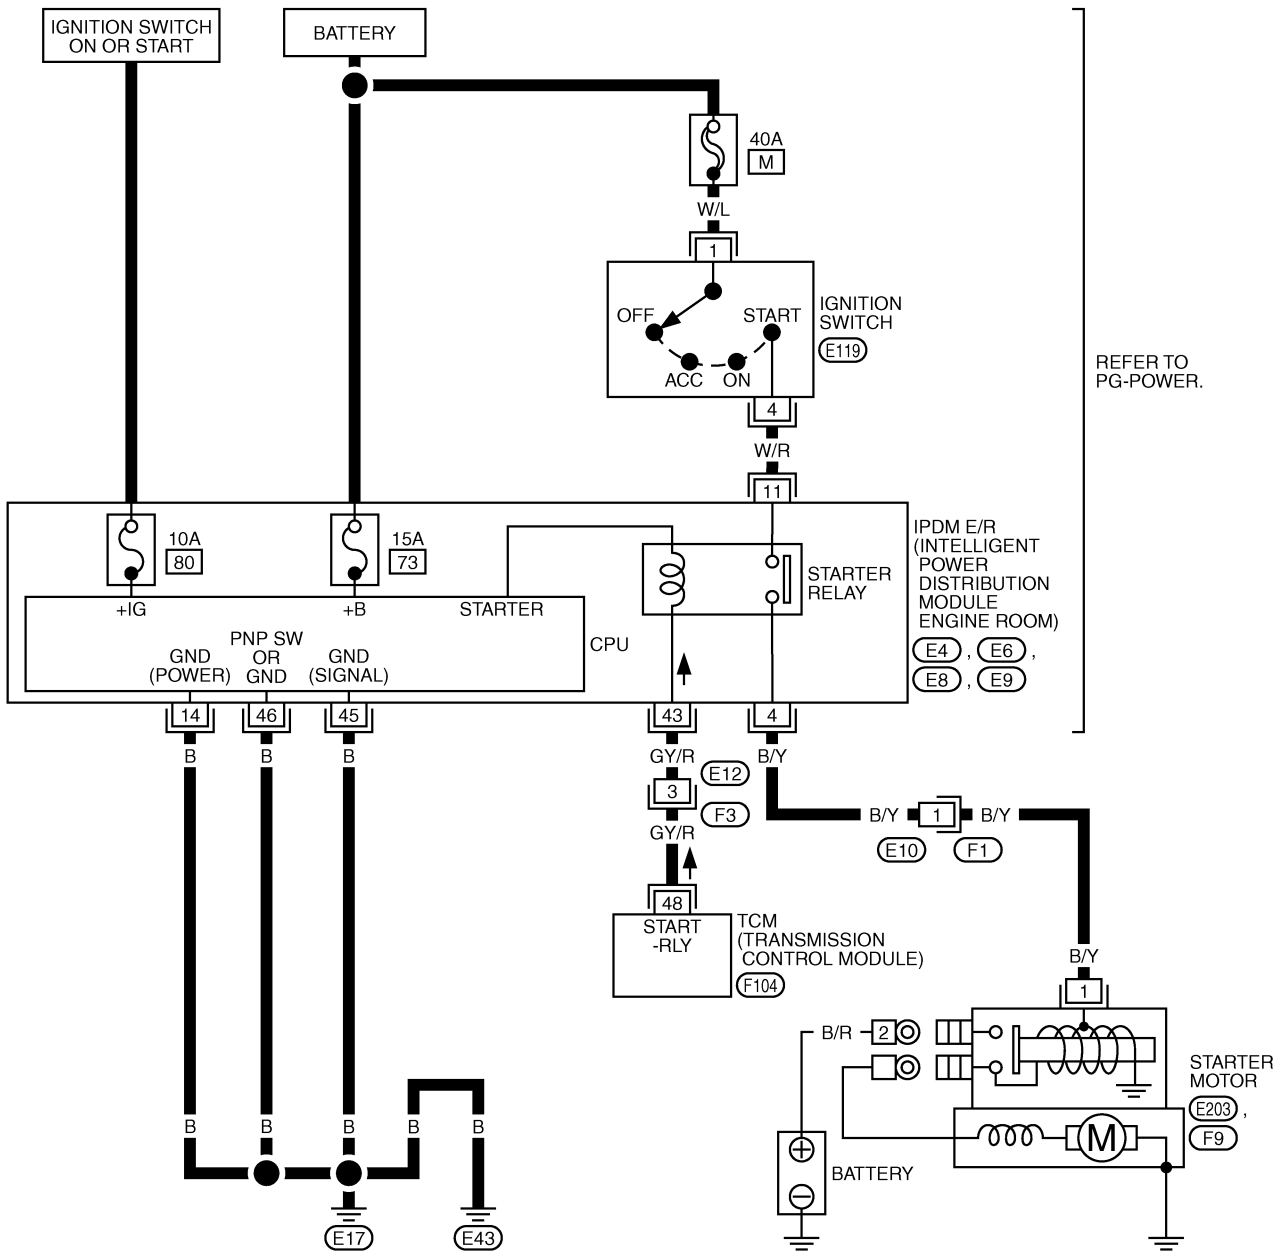 IGNITION SWITCH
ON OR START
BATTERY
40A
M
W/L
1
OFF
START
ACC
ON
IGNITION
SWITCH
E119
4
W/R
11
REFER TO
PG-POWER.
10A
80
15A
73
STARTER
RELAY
IPDM E/R
(INTELLIGENT
POWER
DISTRIBUTION
MODULE
ENGINE ROOM)
E4 , E6 ,
E8 , E9
+IG
+B
STARTER
CPU
GND
(POWER)
PNP SW
OR
GND
GND
(SIGNAL)
14
46
45
43
4
B
B
B
GY/R
B/Y
E12
3
F3
GY/R
B/Y
1
B/Y
E10
F1
48
START
-RLY
TCM
(TRANSMISSION
CONTROL MODULE)
F104
B/Y
1
B/R
2
STARTER
MOTOR
E203 ,
F9
M
BATTERY
B
B
B
B
B
E17
E43